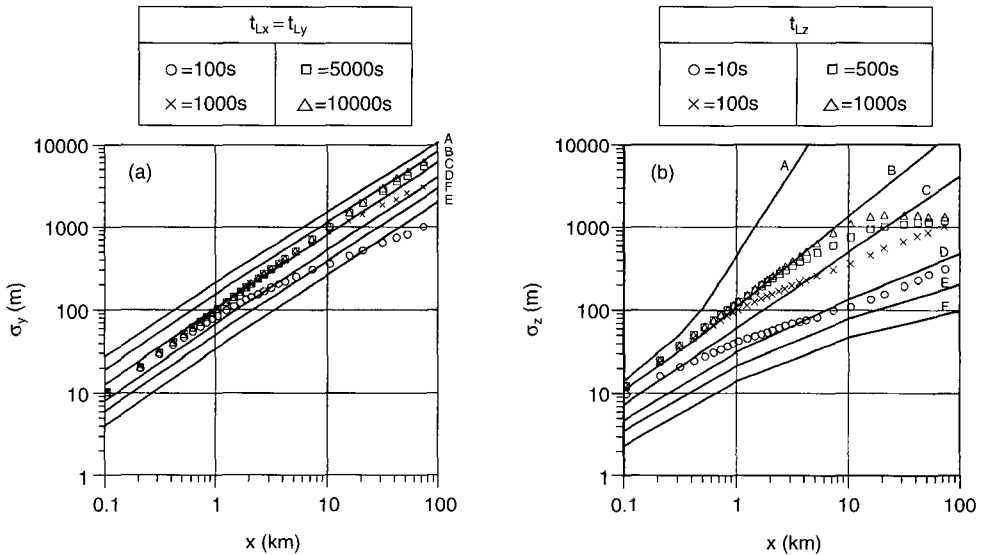 t_Lx = t_Ly
○ =100s □ =5000s
× =1000s △ =10000s
(a)
10000
1000
100
10
1
σ_y (m)
A
B
C
D
F
E
0.1 1 10 100
x (km)
t_Lz
○ =10s □ =500s
× =100s △ =1000s
(b)
10000
1000
100
10
1
σ_z (m)
A
B
C
D
E
F
0.1 1 10 100
x (km)